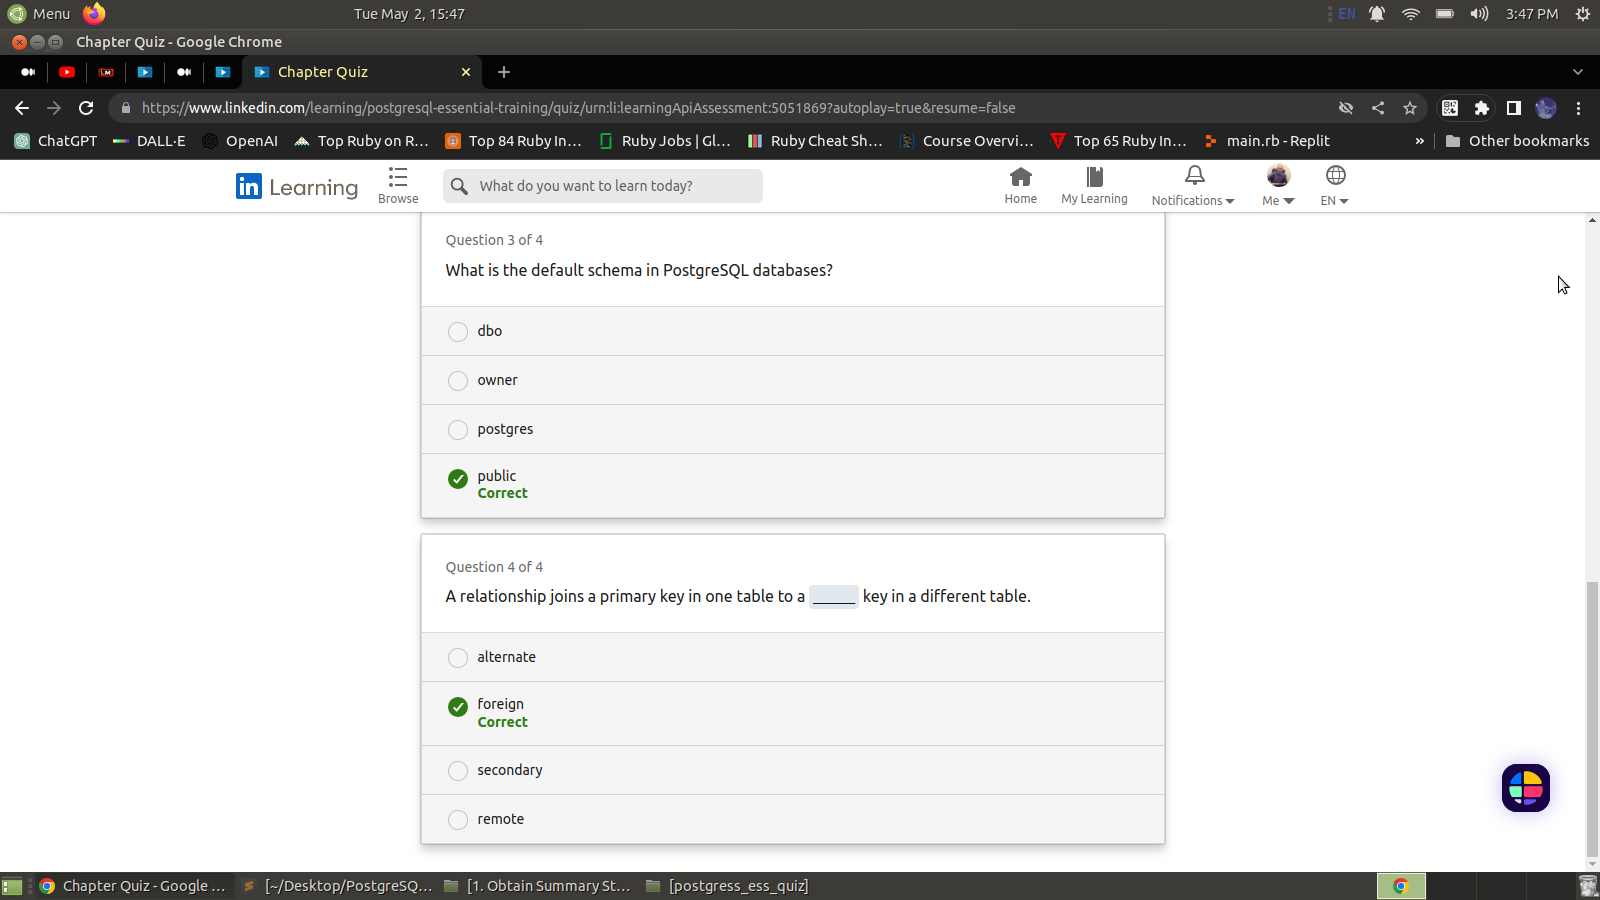 Menu
Tue May 2, 15:47
EN
3:47 PM
Chapter Quiz - Google Chrome
LM
Chapter Quiz
https://www.linkedin.com/learning/postgresql-essential-training/quiz/urn:li:learningApiAssessment:5051869?autoplay=true&resume=false
ChatGPT
DALL·E
OpenAI
Top Ruby on R...
Top 84 Ruby In...
Ruby Jobs | Gl...
Ruby Cheat Sh...
Course Overvi...
Top 65 Ruby In...
main.rb - Replit
»
Other bookmarks
in Learning
Browse
What do you want to learn today?
Home
My Learning
Notifications
Me
EN
Question 3 of 4
What is the default schema in PostgreSQL databases?
dbo
owner
postgres
public
Correct
Question 4 of 4
A relationship joins a primary key in one table to a _____ key in a different table.
alternate
foreign
Correct
secondary
remote
Chapter Quiz - Google ...
[~/Desktop/PostgreSQ...
[1. Obtain Summary St...
[postgress_ess_quiz]